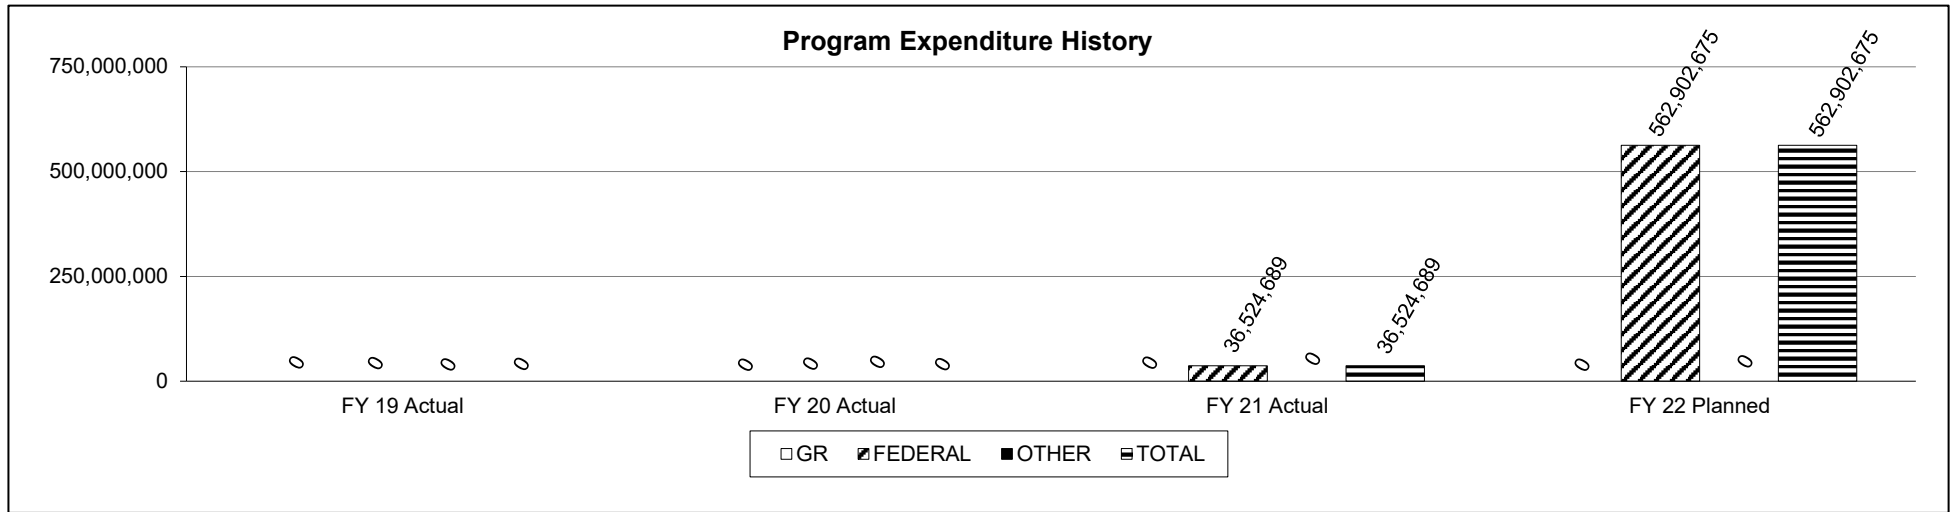 Program Expenditure History
750,000,000
500,000,000
250,000,000
0
0 0 0 0
0 0 0 0
0 36,524,689 0 36,524,689
0 562,902,675 0 562,902,675
FY 19 Actual FY 20 Actual FY 21 Actual FY 22 Planned
GR FEDERAL OTHER TOTAL